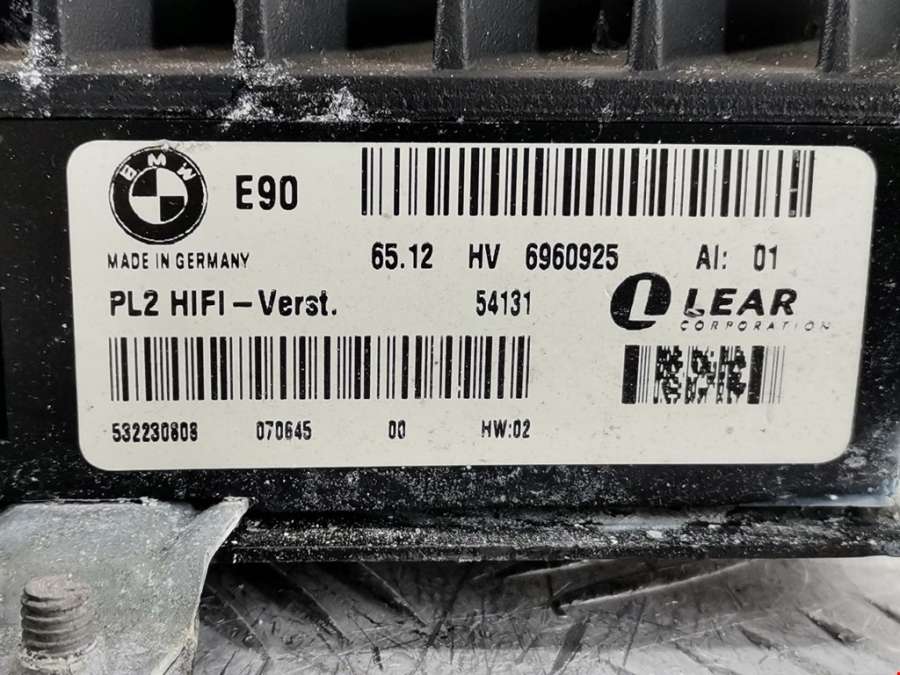 BMW E90
MADE IN GERMANY 65.12 HV 6960925 AI: 01
PL2 HIFI-Verst. 54131 LEAR
CORPORATION
532230808 070645 00 HW:02